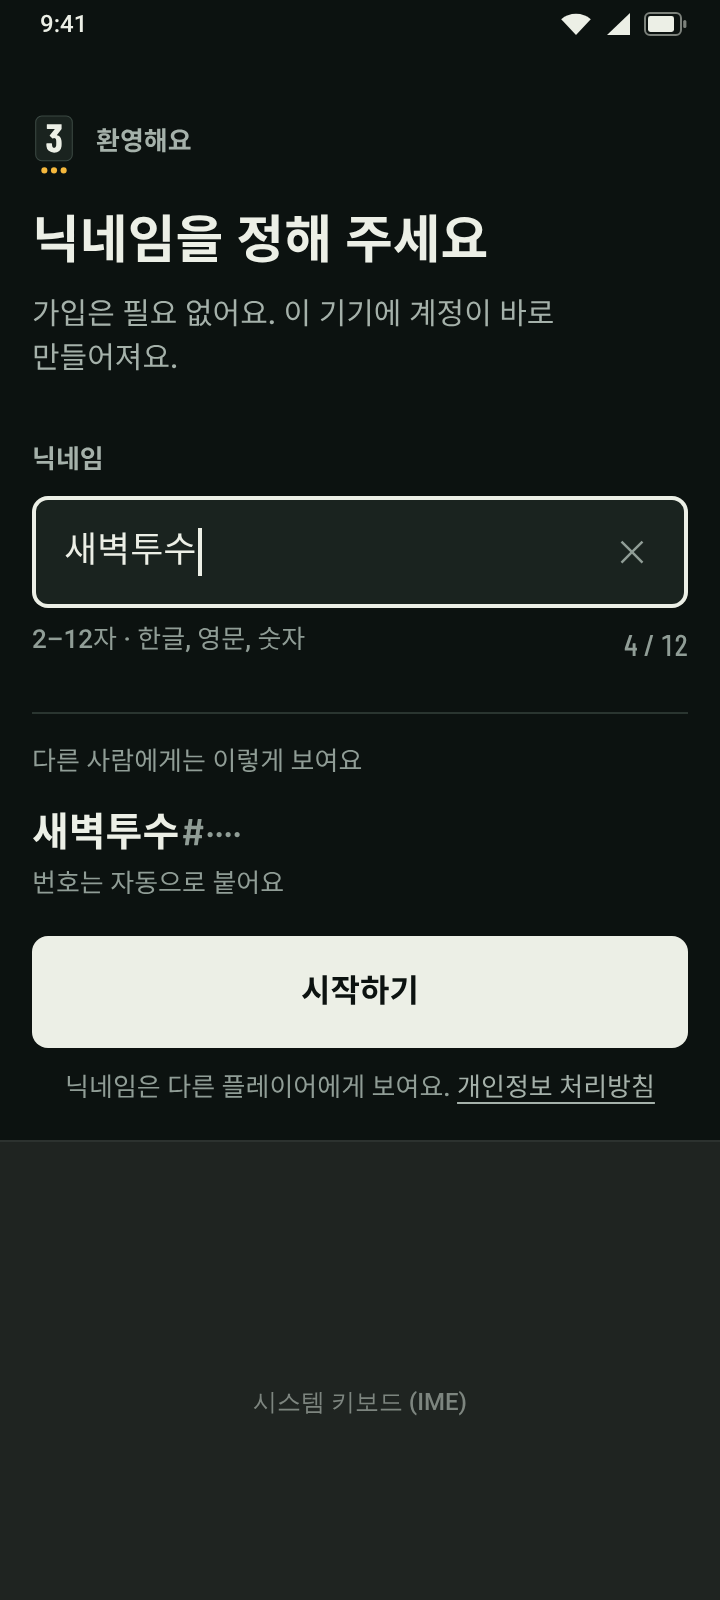 9:41
3 환영해요
닉네임을 정해 주세요
가입은 필요 없어요. 이 기기에 계정이 바로
만들어져요.
닉네임
새벽투수
2–12자 · 한글, 영문, 숫자
4 / 12
다른 사람에게는 이렇게 보여요
새벽투수#····
번호는 자동으로 붙어요
시작하기
닉네임은 다른 플레이어에게 보여요. 개인정보 처리방침
시스템 키보드 (IME)